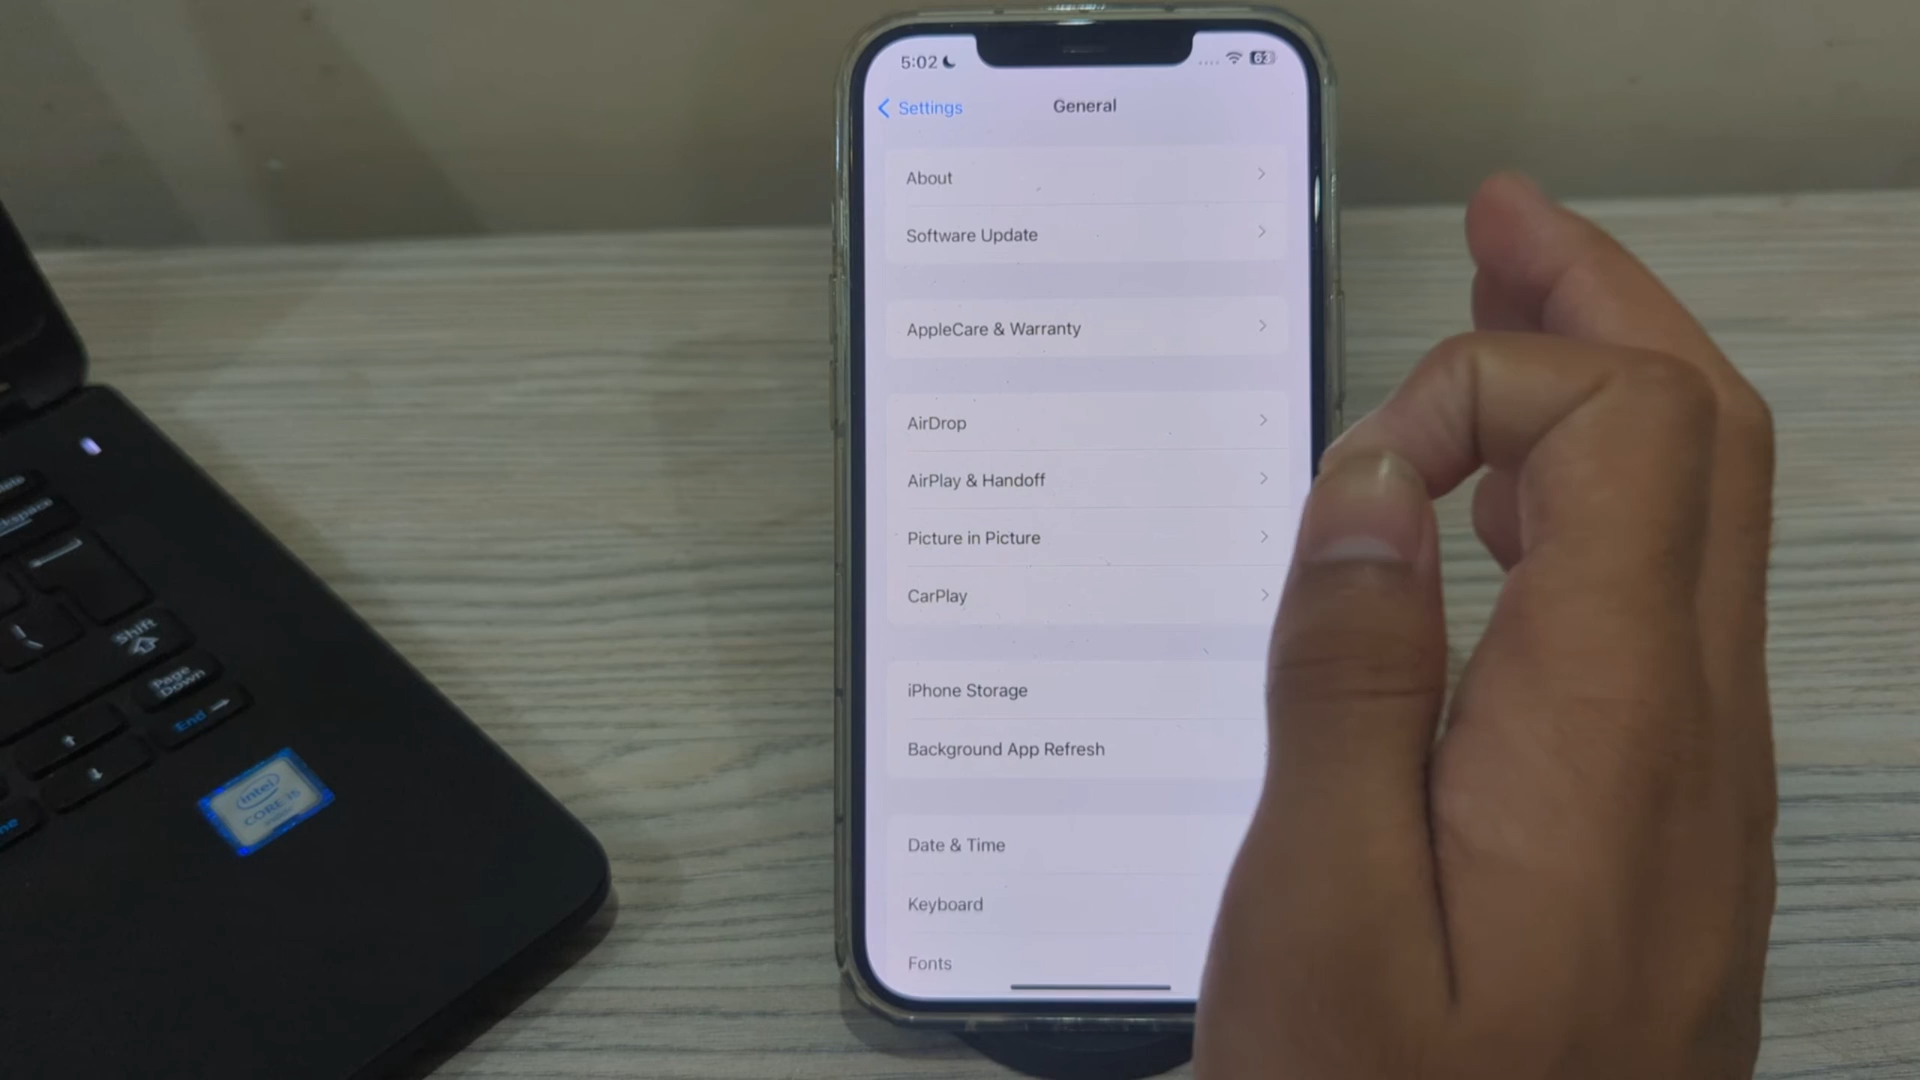 5:02
63
Settings
General
About
Software Update
AppleCare & Warranty
AirDrop
AirPlay & Handoff
Picture in Picture
CarPlay
iPhone Storage
Background App Refresh
Date & Time
Keyboard
Fonts
Shift
Page
Down
End
intel
CORE i5